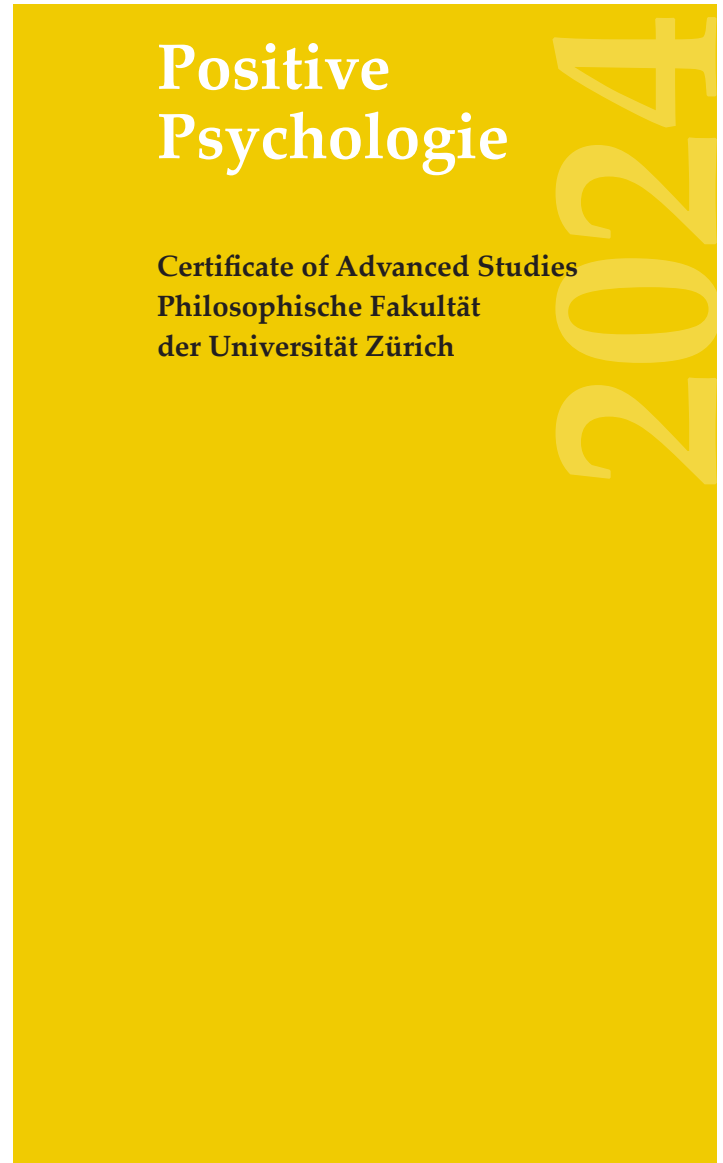 Positive
Psychologie
2024
Certificate of Advanced Studies
Philosophische Fakultät
der Universität Zürich